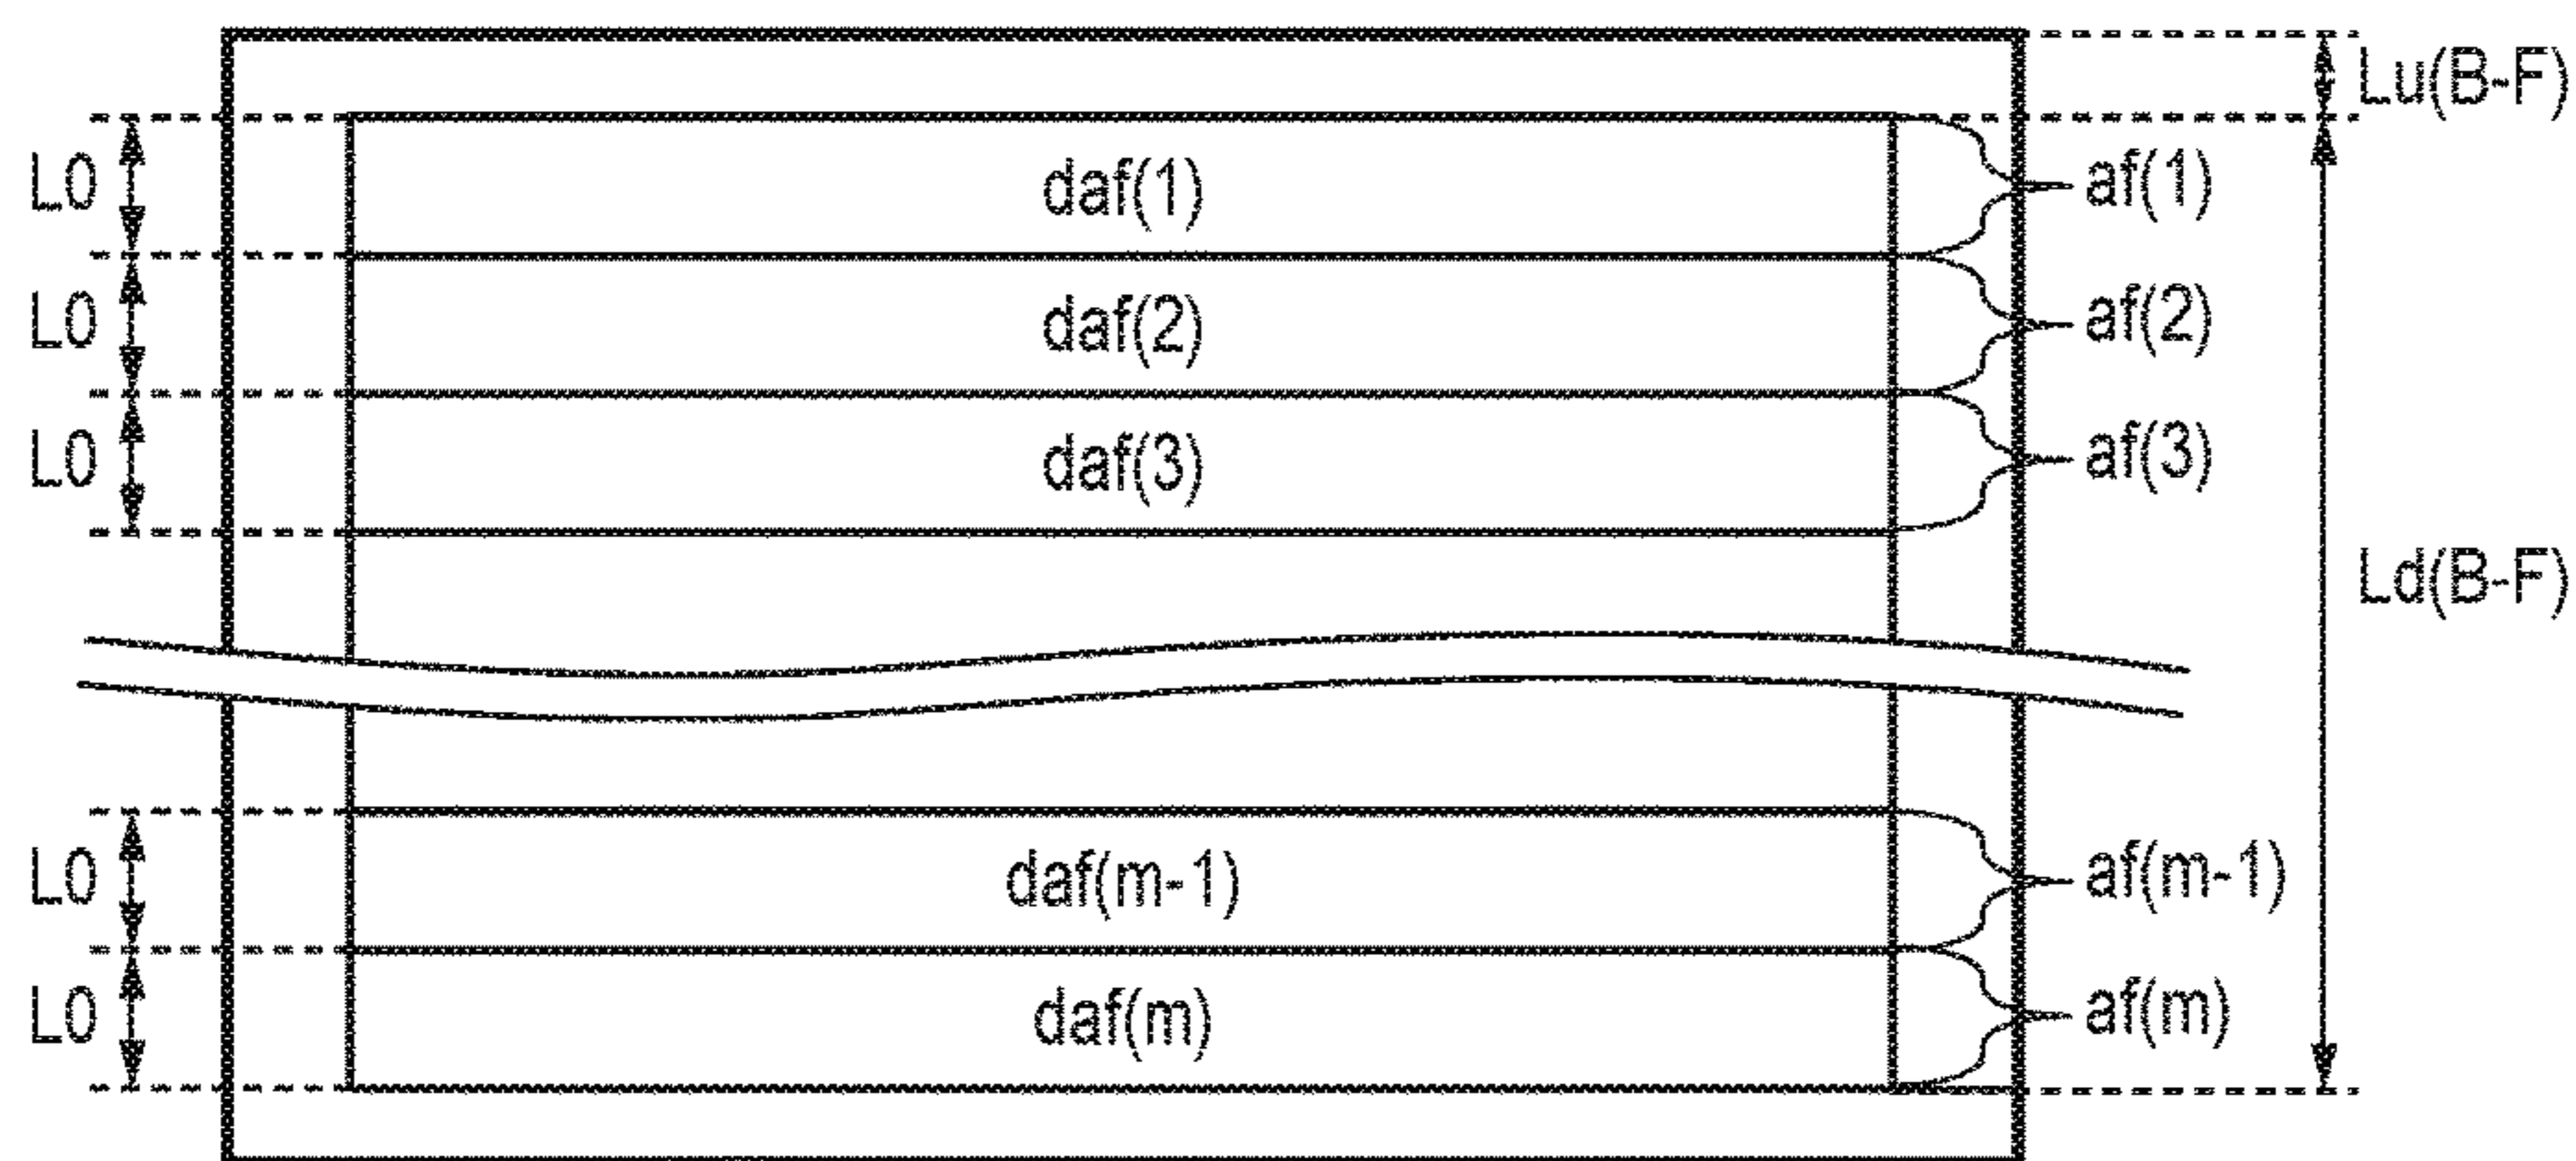 Lu(B-F)
L0 daf(1) af(1)
L0 daf(2) af(2)
L0 daf(3) af(3)
Ld(B-F)
L0 daf(m-1) af(m-1)
L0 daf(m) af(m)